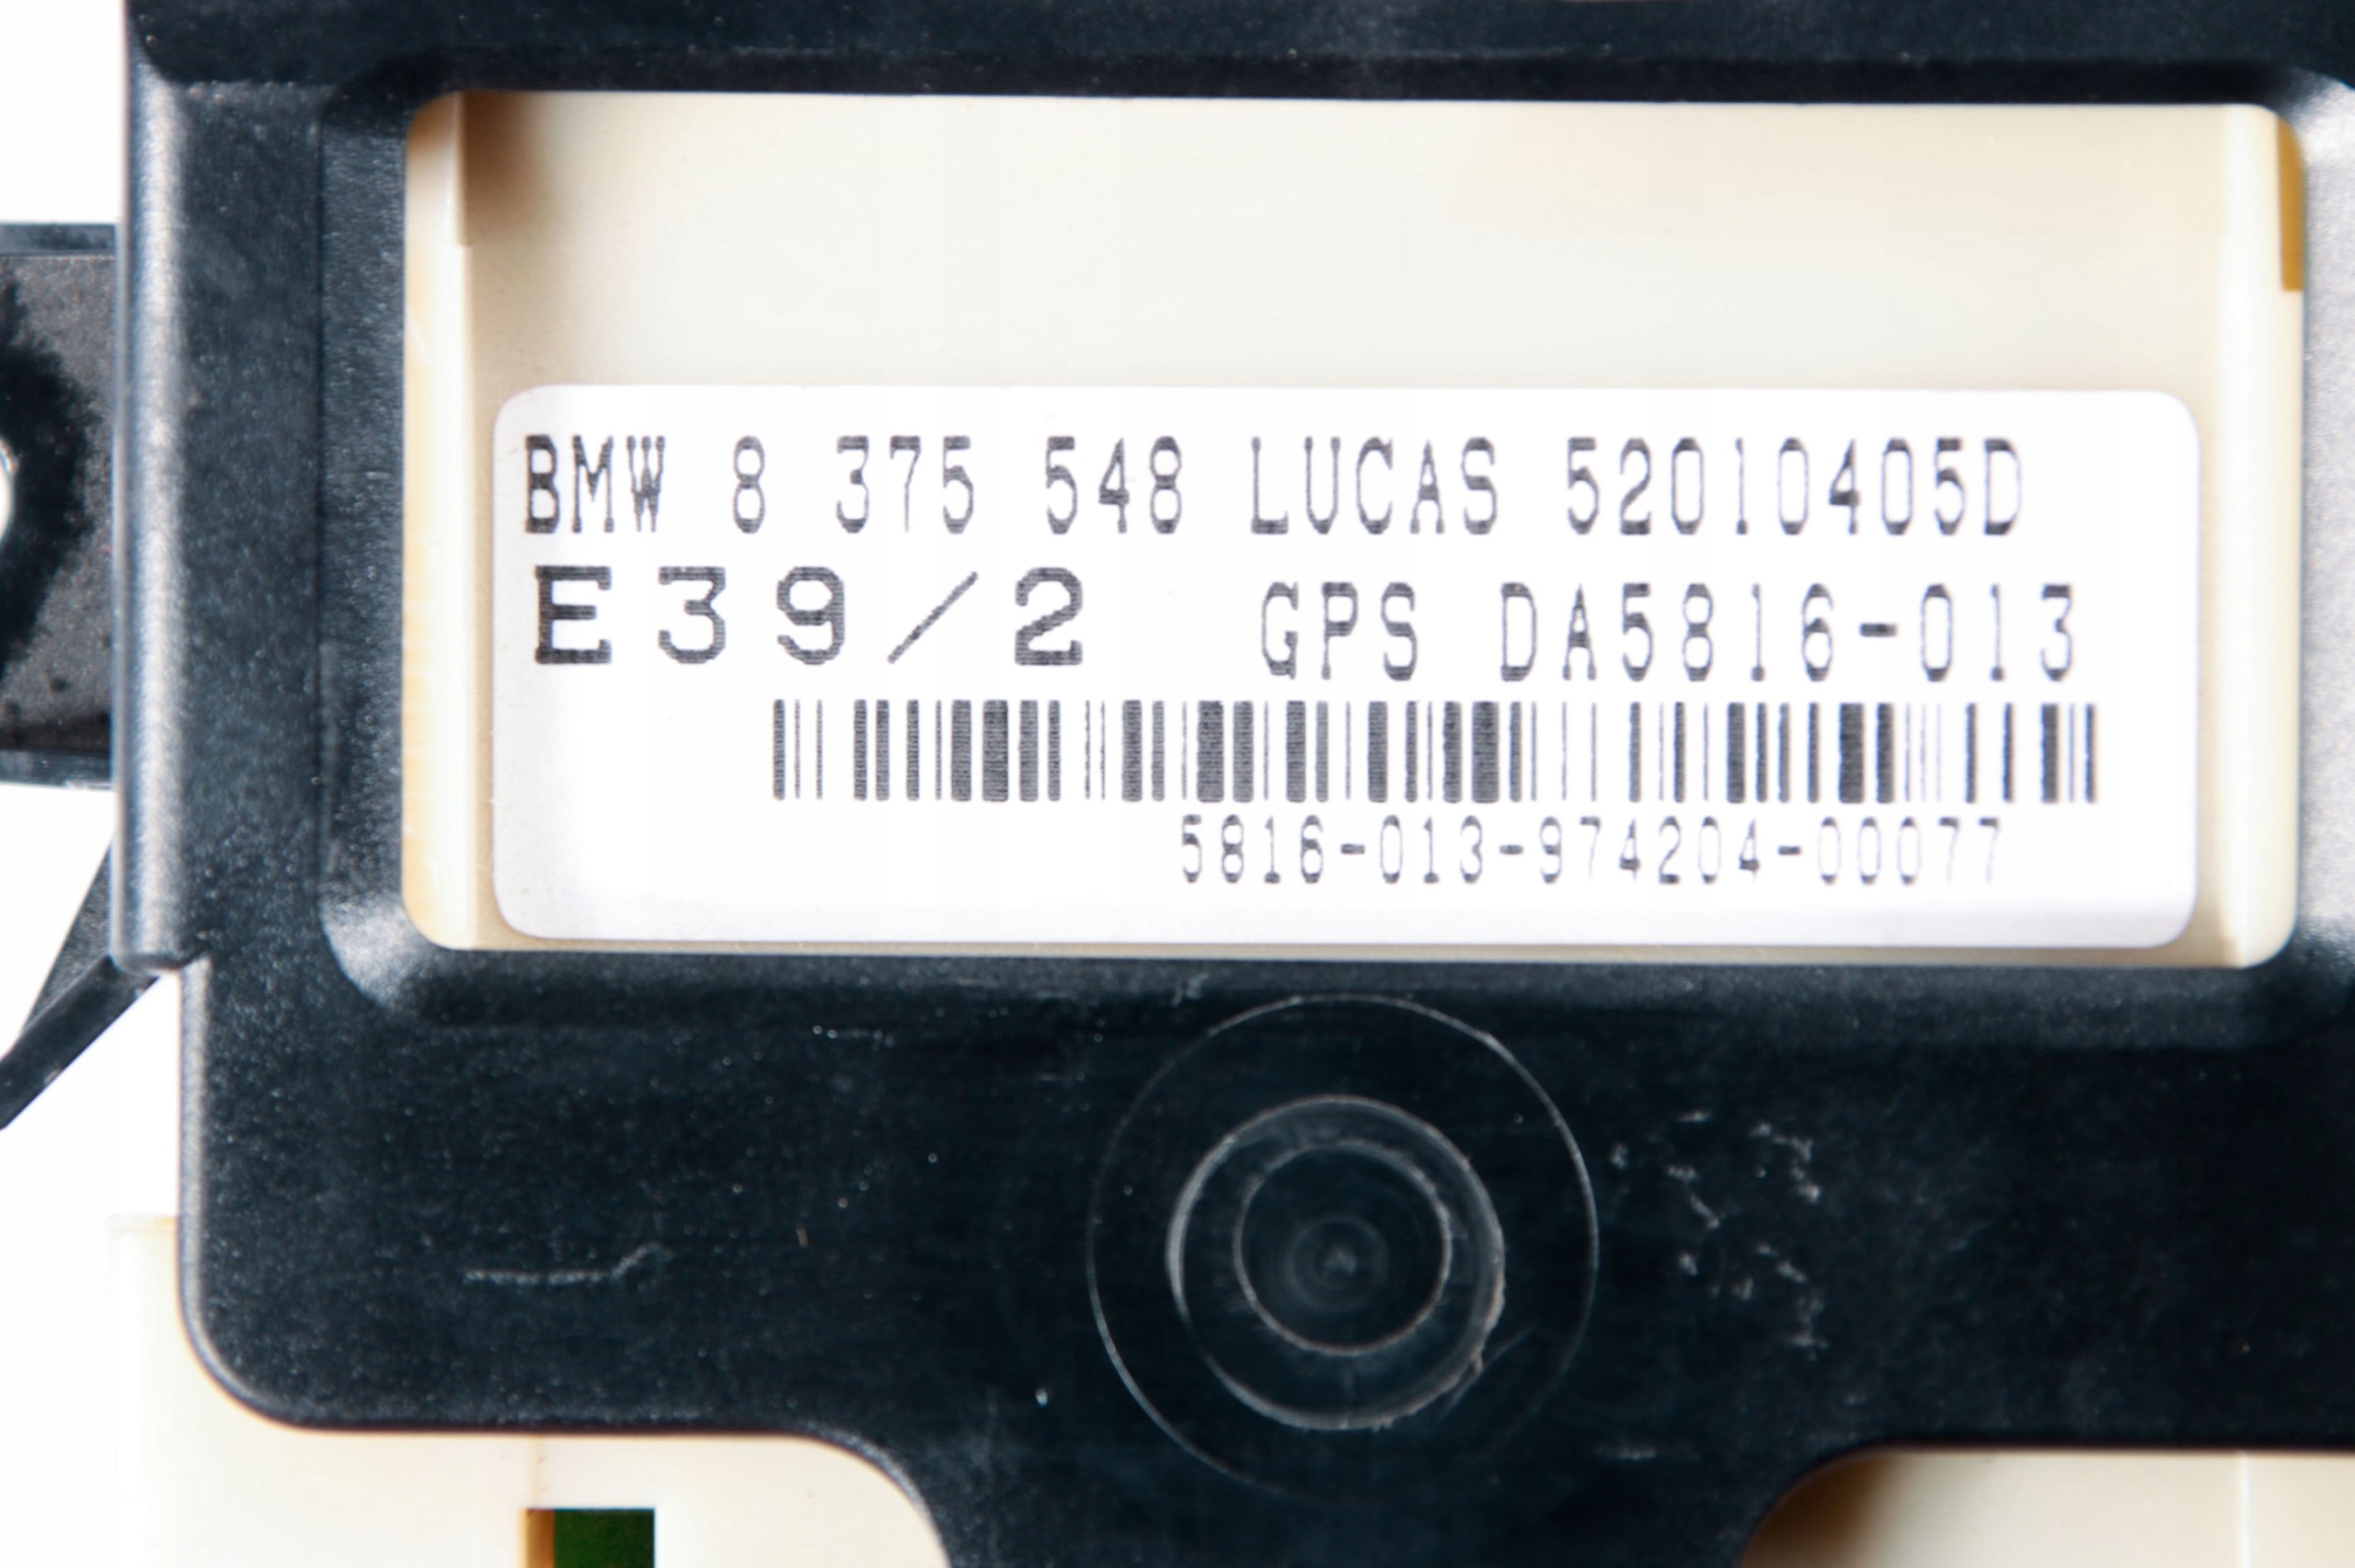 BMW 8 375 548 LUCAS 52010405D
E39/2 GPS DA5816-013
5816-013-974204-00077